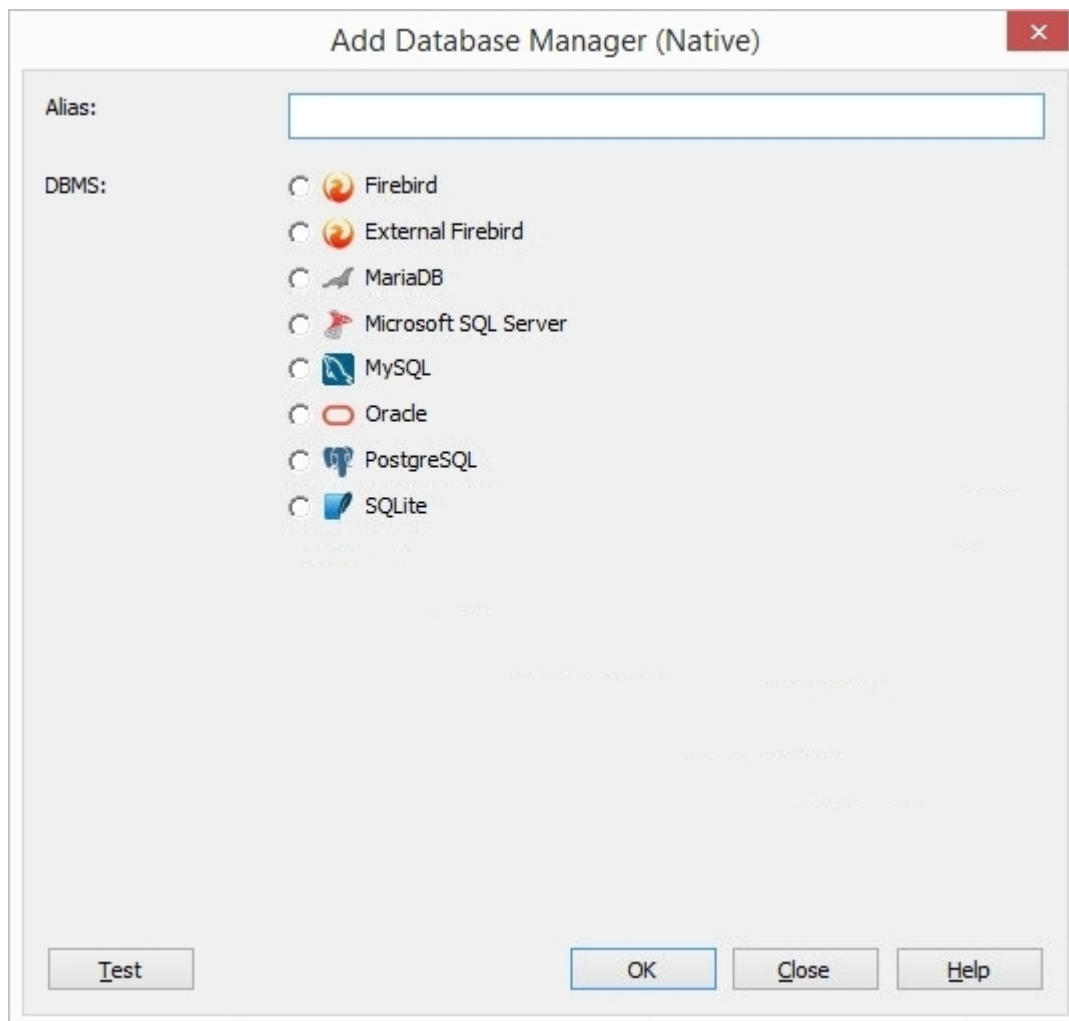 Add Database Manager (Native)
Alias:
DBMS:
Firebird
External Firebird
MariaDB
Microsoft SQL Server
MySQL
Oracle
PostgreSQL
SQLite
Test
OK
Close
Help